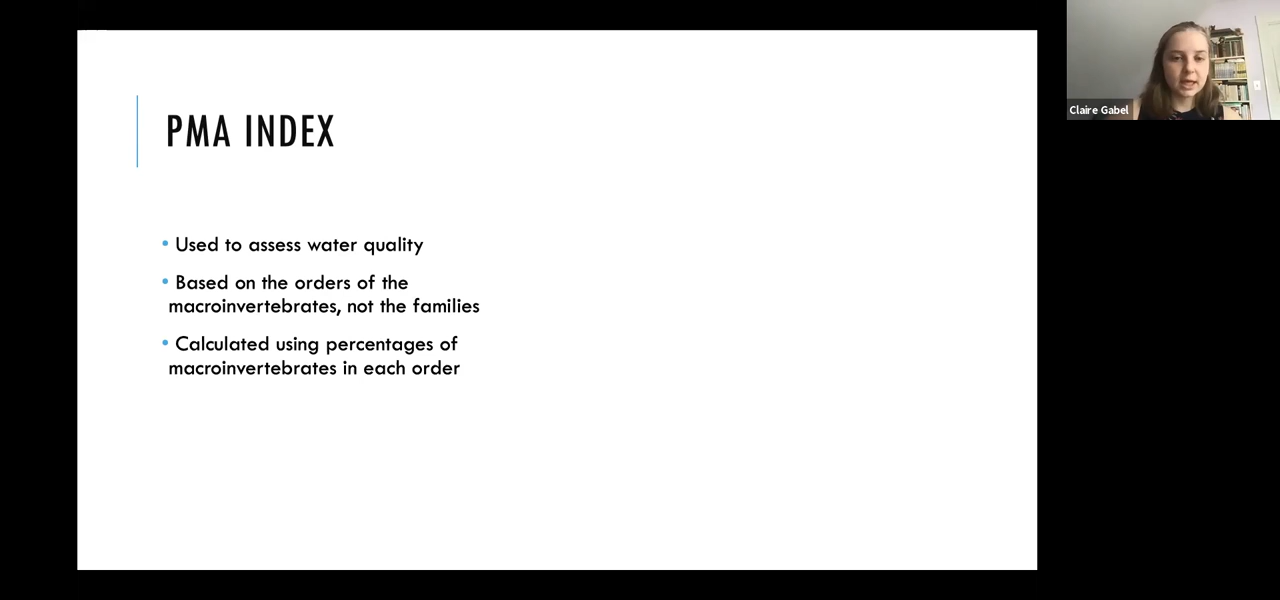 PMA INDEX
• Used to assess water quality
• Based on the orders of the
macroinvertebrates, not the families
• Calculated using percentages of
macroinvertebrates in each order
Claire Gabel